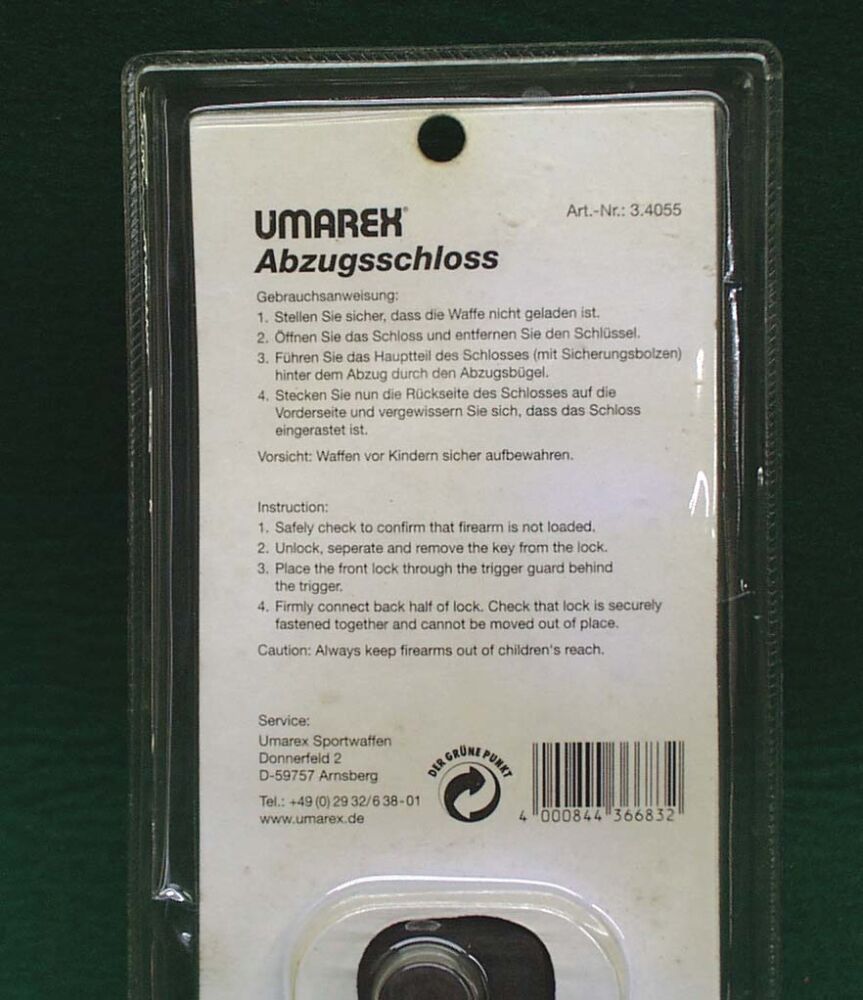 UMAREX®
Art.-Nr.: 3.4055
Abzugsschloss
Gebrauchsanweisung:
1. Stellen Sie sicher, dass die Waffe nicht geladen ist.
2. Öffnen Sie das Schloss und entfernen Sie den Schlüssel.
3. Führen Sie das Hauptteil des Schlosses (mit Sicherungsbolzen)
hinter dem Abzug durch den Abzugsbügel.
4. Stecken Sie nun die Rückseite des Schlosses auf die
Vorderseite und vergewissern Sie sich, dass das Schloss
eingerastet ist.
Vorsicht: Waffen vor Kindern sicher aufbewahren.
Instruction:
1. Safely check to confirm that firearm is not loaded.
2. Unlock, seperate and remove the key from the lock.
3. Place the front lock through the trigger guard behind
the trigger.
4. Firmly connect back half of lock. Check that lock is securely
fastened together and cannot be moved out of place.
Caution: Always keep firearms out of children's reach.
Service:
Umarex Sportwaffen
Donnerfeld 2
D-59757 Arnsberg
Tel.: +49 (0) 29 32/6 38-01
www.umarex.de
DER GRÜNE PUNKT
4 000844 366832